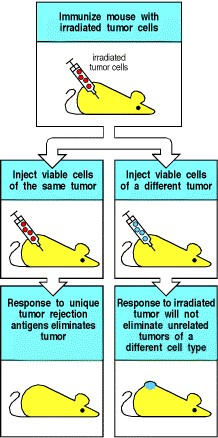 Immunize mouse with
irradiated tumor cells
irradiated
tumor cells
Inject viable cells
of the same tumor
Inject viable cells
of a different tumor
Response to unique
tumor rejection
antigens eliminates
tumor
Response to irradiated
tumor will not
eliminate unrelated
tumors of a
different cell type